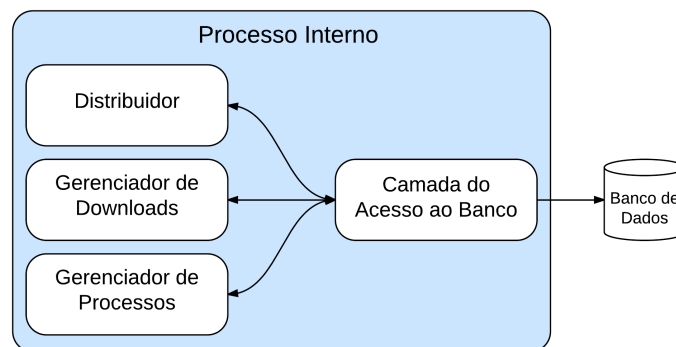 Processo Interno
Distribuidor
Gerenciador de
Downloads
Gerenciador de
Processos
Camada do
Acesso ao Banco
Banco de
Dados